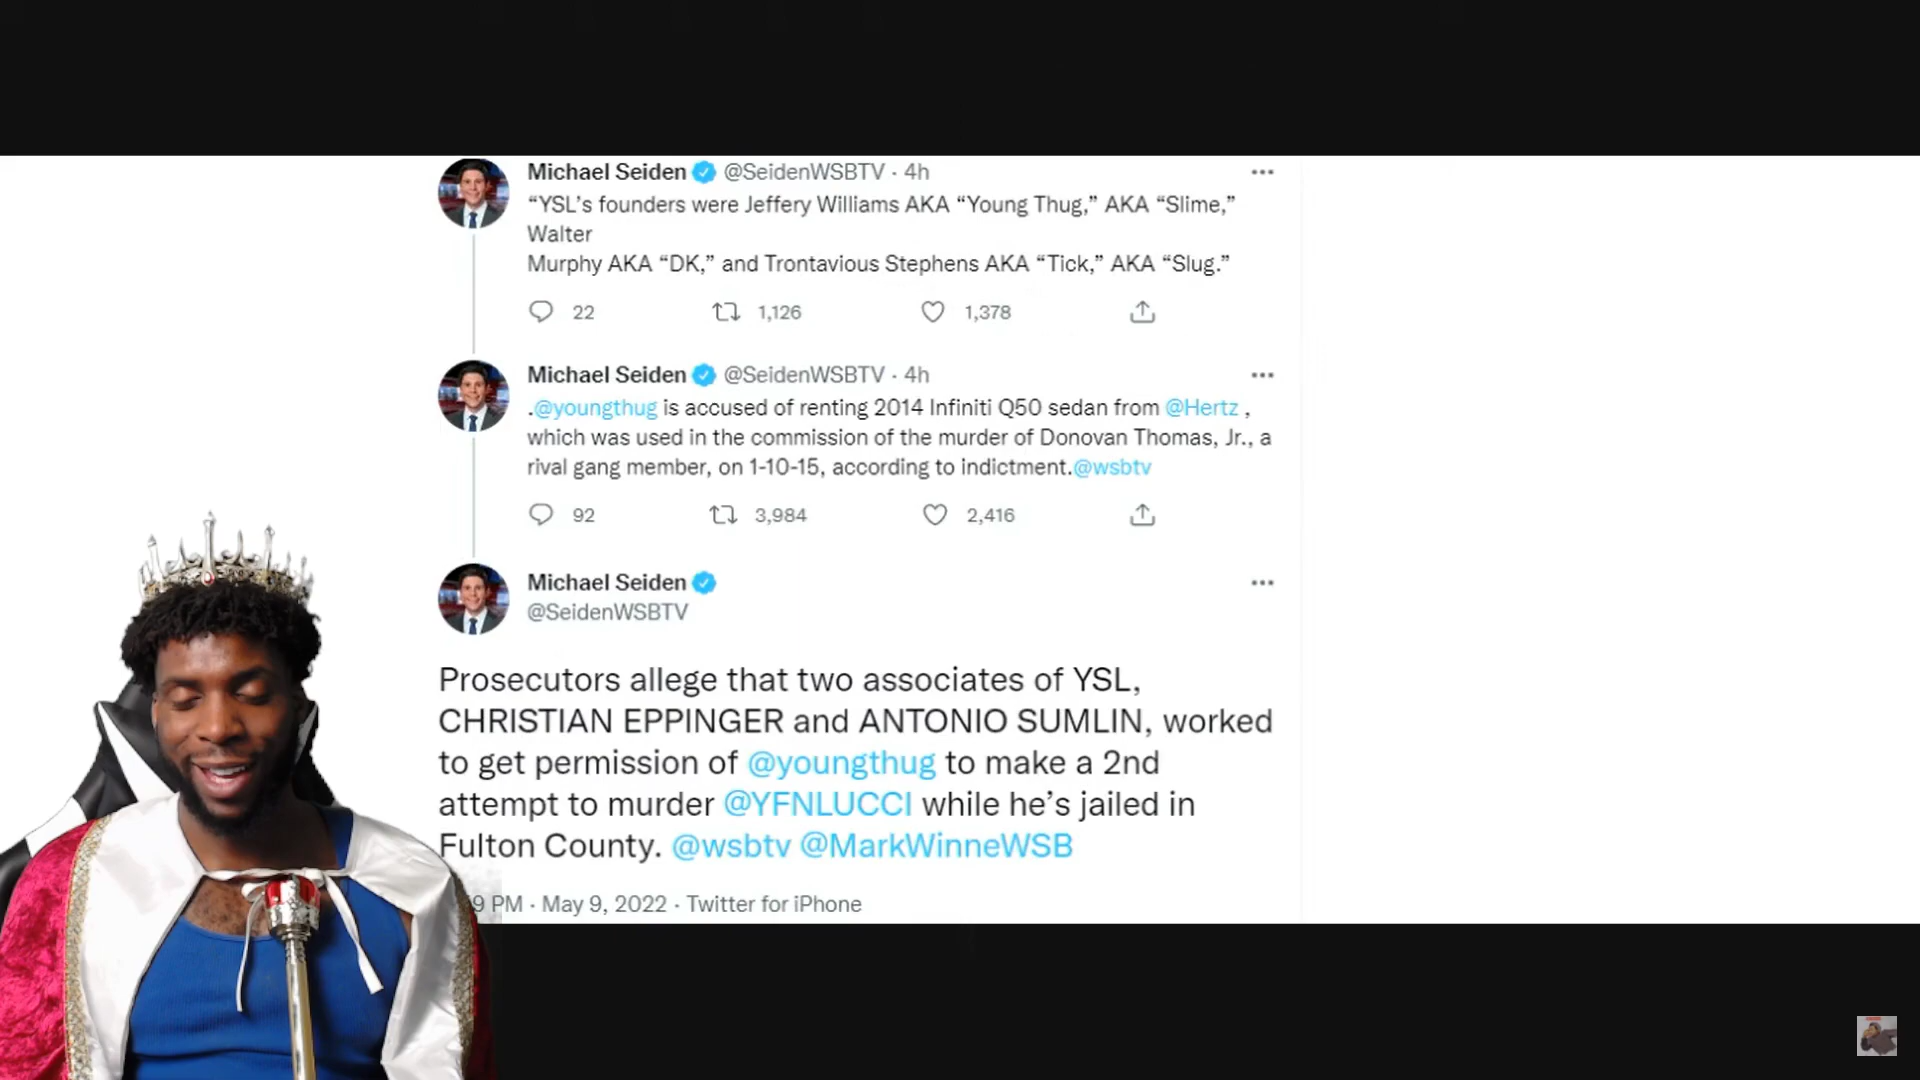 Michael Seiden @SeidenWSBTV · 4h
“YSL’s founders were Jeffery Williams AKA “Young Thug,” AKA “Slime,”
Walter
Murphy AKA “DK,” and Trontavious Stephens AKA “Tick,” AKA “Slug.”
22 1,126 1,378
Michael Seiden @SeidenWSBTV · 4h
.@youngthug is accused of renting 2014 Infiniti Q50 sedan from @Hertz ,
which was used in the commission of the murder of Donovan Thomas, Jr., a
rival gang member, on 1-10-15, according to indictment.@wsbtv
92 3,984 2,416
Michael Seiden
@SeidenWSBTV
Prosecutors allege that two associates of YSL,
CHRISTIAN EPPINGER and ANTONIO SUMLIN, worked
to get permission of @youngthug to make a 2nd
attempt to murder @YFNLUCCI while he’s jailed in
Fulton County. @wsbtv @MarkWinneWSB
9 PM · May 9, 2022 · Twitter for iPhone